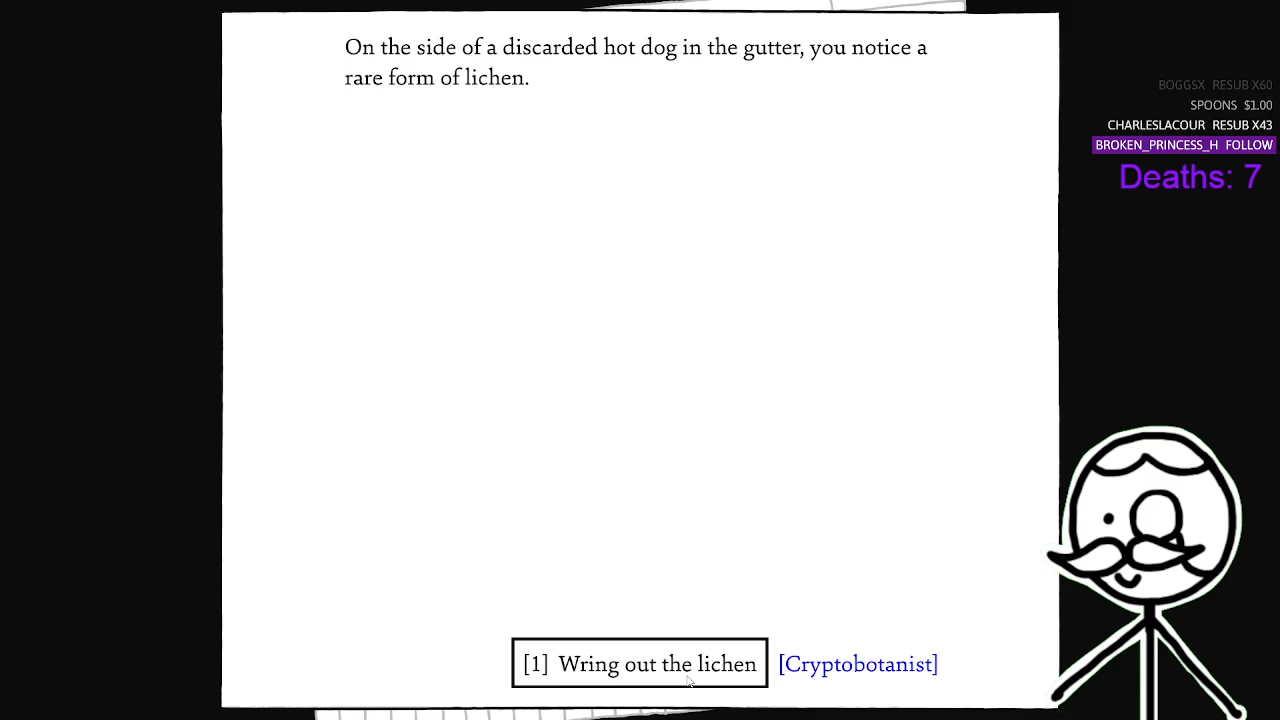 On the side of a discarded hot dog in the gutter, you notice a
rare form of lichen.
BOGGSX RESUB X60
SPOONS $1.00
CHARLESLACOUR RESUB X43
BROKEN_PRINCESS_H FOLLOW
Deaths: 7
[1] Wring out the lichen [Cryptobotanist]